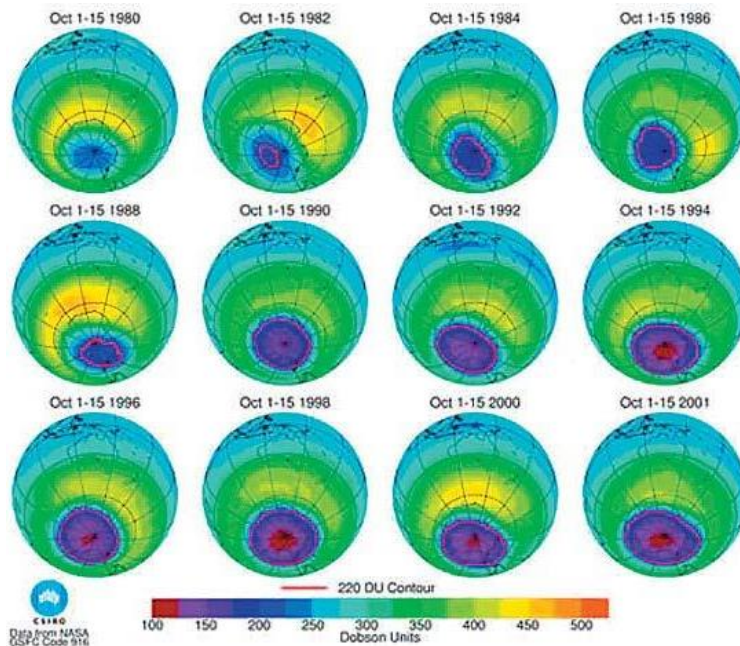 Oct 1-15 1980 Oct 1-15 1982 Oct 1-15 1984 Oct 1-15 1986
Oct 1-15 1988 Oct 1-15 1990 Oct 1-15 1992 Oct 1-15 1994
Oct 1-15 1996 Oct 1-15 1998 Oct 1-15 2000 Oct 1-15 2001
220 DU Contour
CSIRO
100 150 200 250 300 350 400 450 500
Dobson Units
Data from NASA
GSFC Code 916